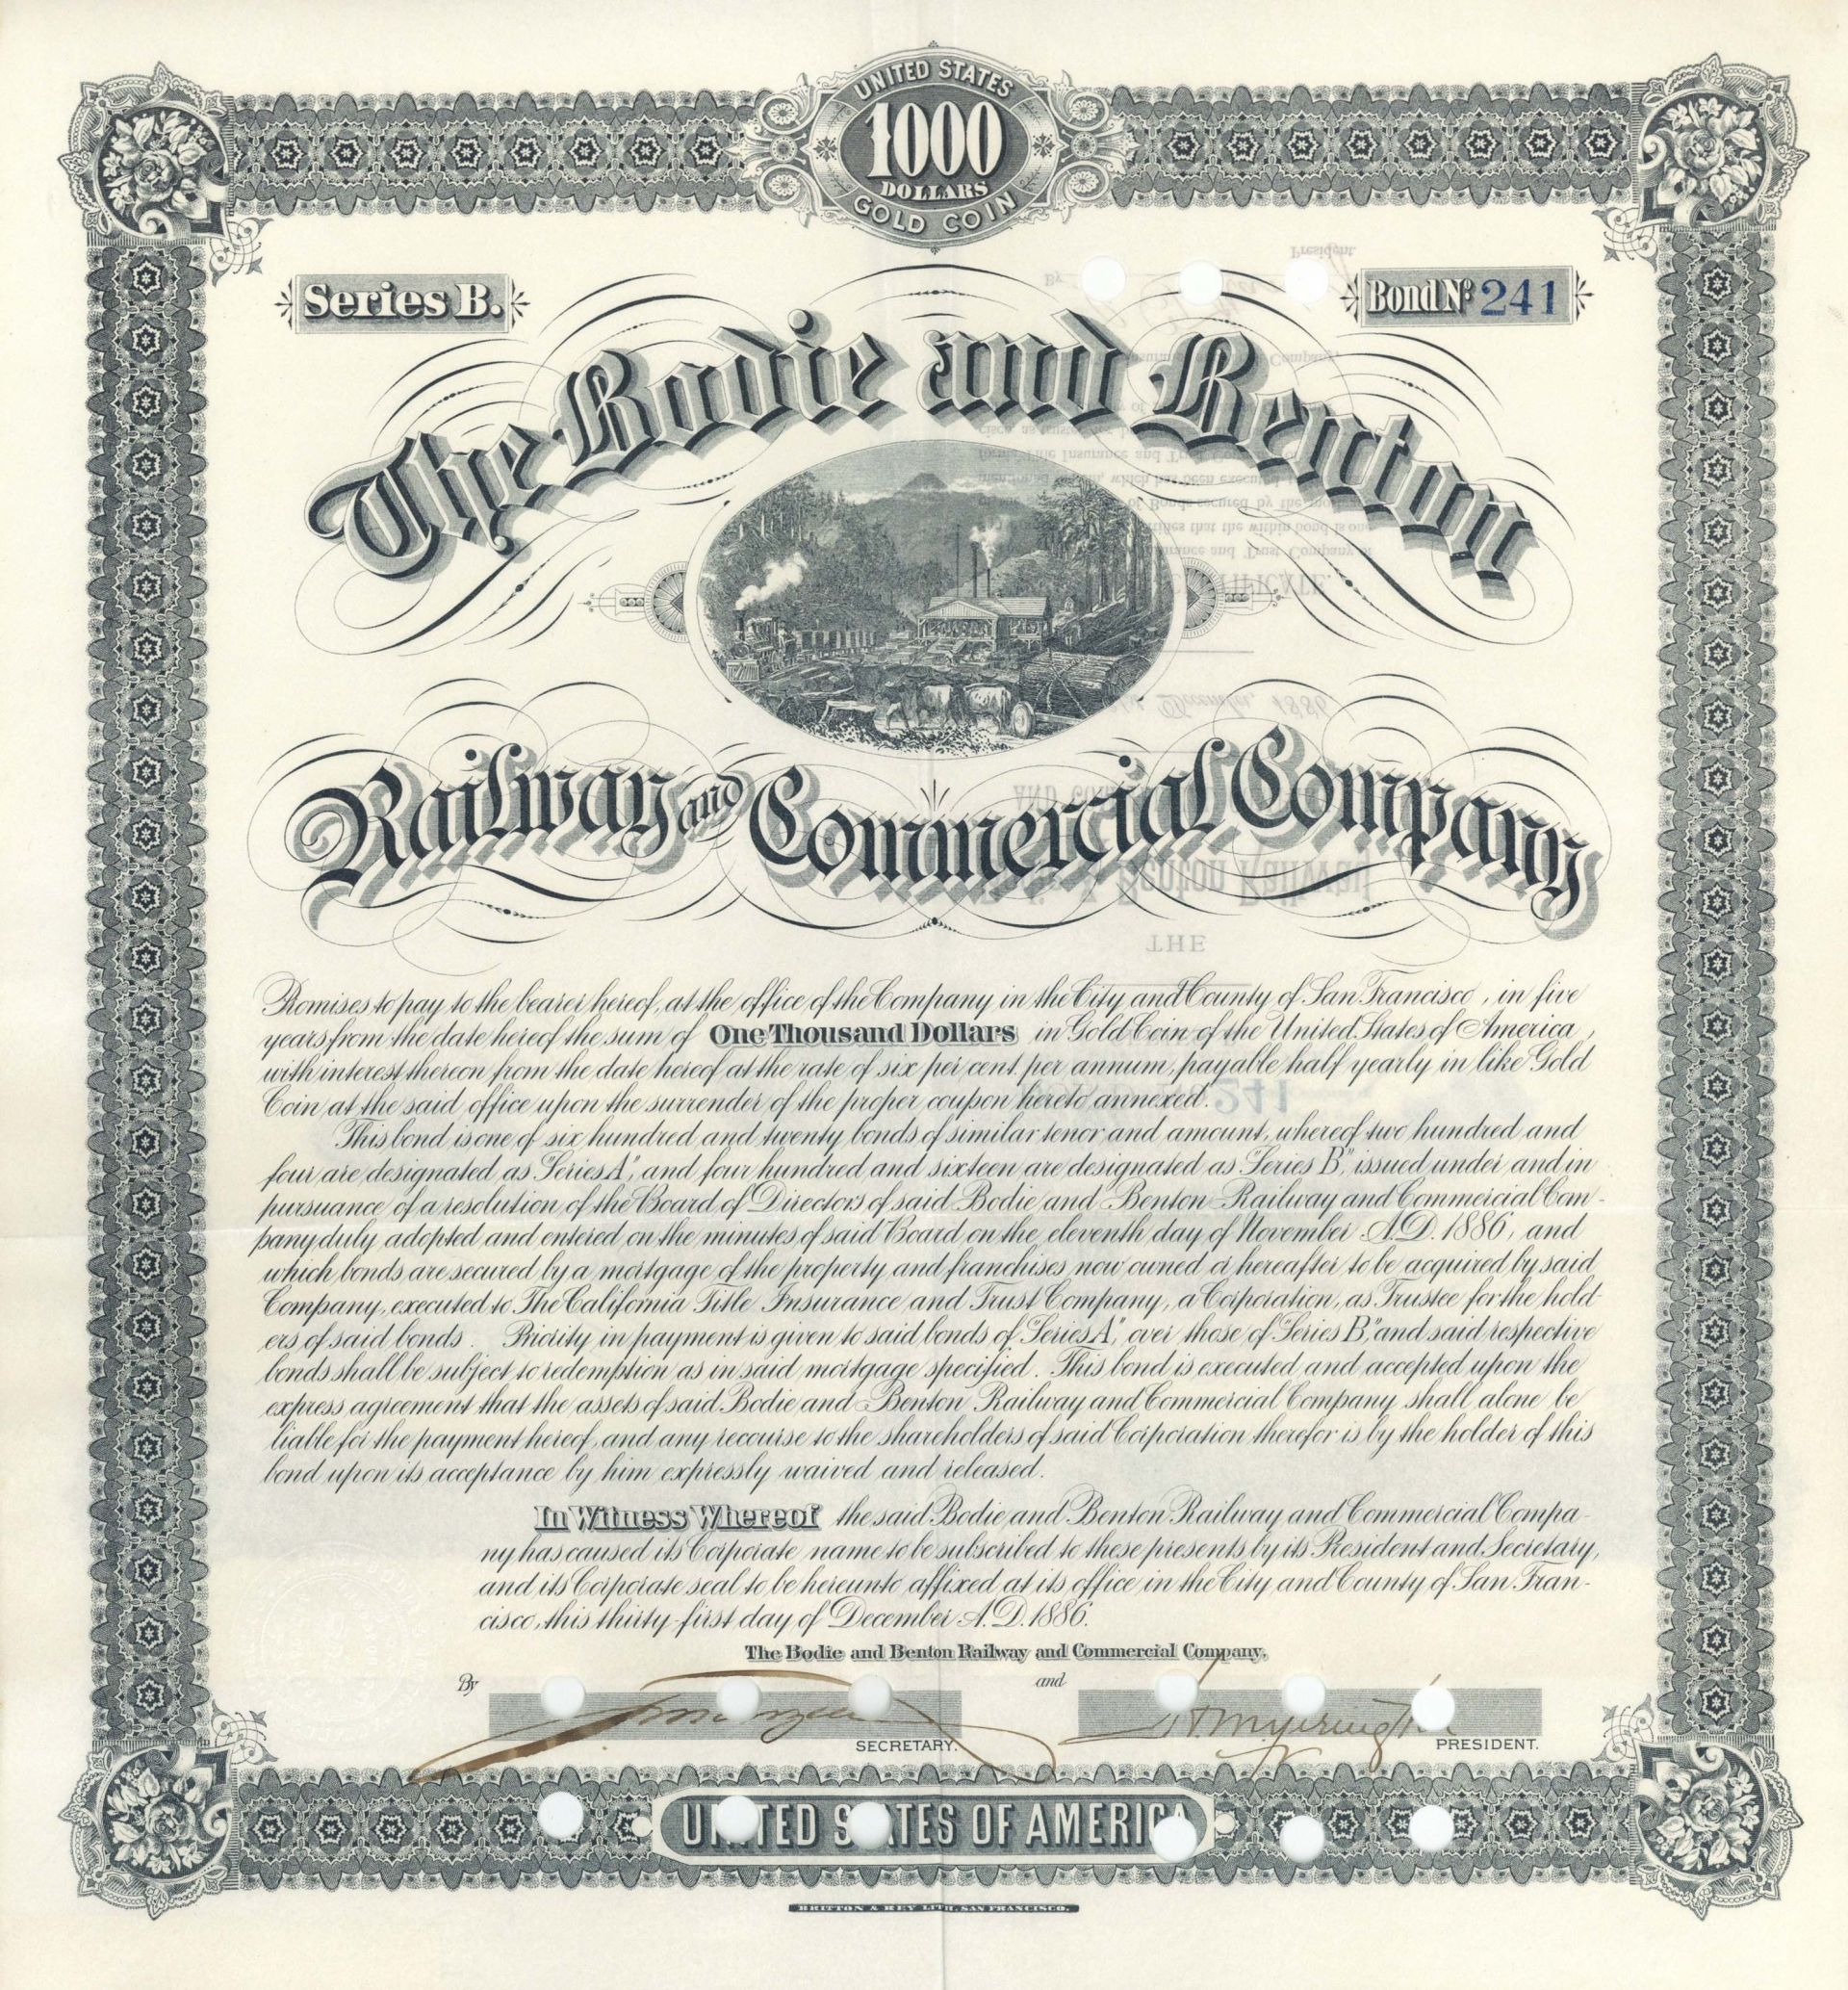 UNITED STATES
1000
DOLLARS
GOLD COIN
Series B.
Bond No. 241
The Bodie and Benton
Railway and Commercial Company
Promises to pay to the bearer hereof, at the office of the Company in the City and County of San Francisco, in five
years from the date hereof the sum of One Thousand Dollars in Gold Coin of the United States of America,
with interest thereon from the date hereof at the rate of six per cent. per annum, payable half yearly in like Gold
Coin at the said office upon the surrender of the proper coupon hereto annexed.
This bond is one of six hundred and twenty bonds of similar tenor and amount, whereof two hundred and
four are designated as "Series A", and four hundred and sixteen are designated as "Series B", issued under and in
pursuance of a resolution of the Board of Directors of said Bodie and Benton Railway and Commercial Com-
pany duly adopted and entered on the minutes of said Board on the eleventh day of November A.D. 1886, and
which bonds are secured by a mortgage of the property and franchises now owned or hereafter to be acquired by said
Company, executed to The California Title Insurance and Trust Company, a Corporation, as Trustee for the hold-
ers of said bonds. Priority in payment is given to said bonds of "Series A", over those of "Series B", and said respective
bonds shall be subject to redemption as in said mortgage specified. This bond is executed and accepted upon the
express agreement that the assets of said Bodie and Benton Railway and Commercial Company shall alone be
liable for the payment hereof, and any recourse to the shareholders of said Corporation therefor is by the holder of this
bond upon its acceptance by him expressly waived and released.
In Witness Whereof the said Bodie and Benton Railway and Commercial Compa-
ny has caused its Corporate name to be subscribed to these presents by its President and Secretary,
and its Corporate seal to be hereunto affixed at its office in the City and County of San Fran-
cisco, this thirty-first day of December A.D. 1886.
The Bodie and Benton Railway and Commercial Company,
By
and
SECRETARY.
PRESIDENT.
UNITED STATES OF AMERICA
BRITTON & REY LITH. SAN FRANCISCO.